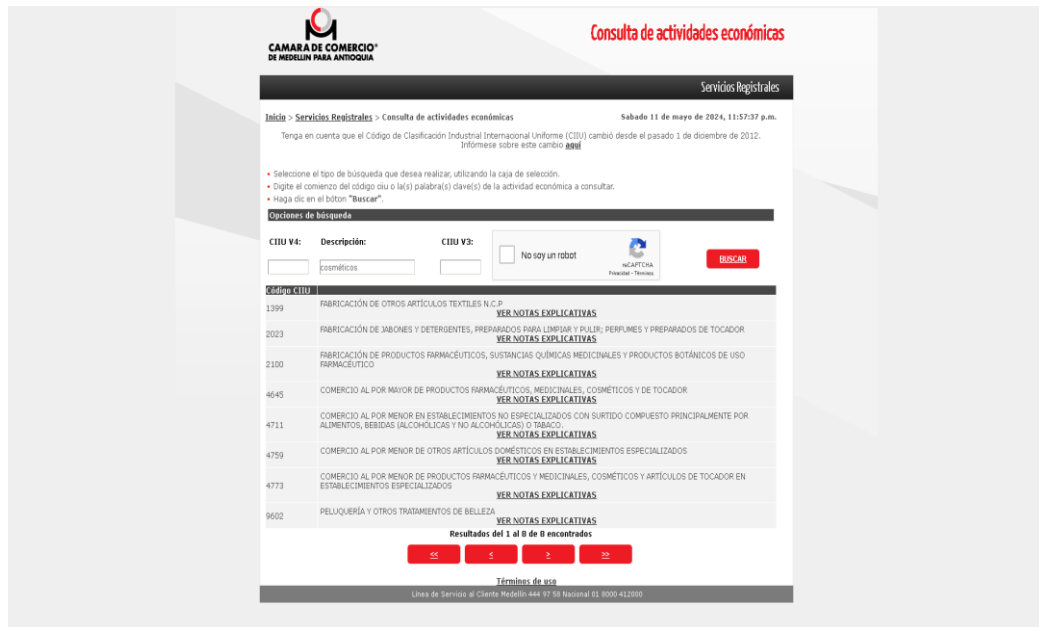 CAMARA DE COMERCIO®
DE MEDELLIN PARA ANTIOQUIA
Consulta de actividades económicas
Servicios Registrales
Inicio > Servicios Registrales > Consulta de actividades económicas
Sabado 11 de mayo de 2024, 11:57:37 p.m.
Tenga en cuenta que el Código de Clasificación Industrial Internacional Uniforme (CIIU) cambió desde el pasado 1 de diciembre de 2012.
Infórmese sobre este cambio aquí
• Seleccione el tipo de búsqueda que desea realizar, utilizando la caja de selección.
• Digite el comienzo del código ciiu o la(s) palabra(s) clave(s) de la actividad económica a consultar.
• Haga clic en el bóton "Buscar".
Opciones de búsqueda
CIIU V4: Descripción: CIIU V3:
cosméticos
No soy un robot
reCAPTCHA
Privacidad - Términos
BUSCAR
Código CIIU
1399 FABRICACIÓN DE OTROS ARTÍCULOS TEXTILES N.C.P
VER NOTAS EXPLICATIVAS
2023 FABRICACIÓN DE JABONES Y DETERGENTES, PREPARADOS PARA LIMPIAR Y PULIR; PERFUMES Y PREPARADOS DE TOCADOR
VER NOTAS EXPLICATIVAS
2100 FABRICACIÓN DE PRODUCTOS FARMACÉUTICOS, SUSTANCIAS QUÍMICAS MEDICINALES Y PRODUCTOS BOTÁNICOS DE USO
FARMACÉUTICO
VER NOTAS EXPLICATIVAS
4645 COMERCIO AL POR MAYOR DE PRODUCTOS FARMACÉUTICOS, MEDICINALES, COSMÉTICOS Y DE TOCADOR
VER NOTAS EXPLICATIVAS
4711 COMERCIO AL POR MENOR EN ESTABLECIMIENTOS NO ESPECIALIZADOS CON SURTIDO COMPUESTO PRINCIPALMENTE POR
ALIMENTOS, BEBIDAS (ALCOHÓLICAS Y NO ALCOHÓLICAS) O TABACO.
VER NOTAS EXPLICATIVAS
4759 COMERCIO AL POR MENOR DE OTROS ARTÍCULOS DOMÉSTICOS EN ESTABLECIMIENTOS ESPECIALIZADOS
VER NOTAS EXPLICATIVAS
4773 COMERCIO AL POR MENOR DE PRODUCTOS FARMACÉUTICOS Y MEDICINALES, COSMÉTICOS Y ARTÍCULOS DE TOCADOR EN
ESTABLECIMIENTOS ESPECIALIZADOS
VER NOTAS EXPLICATIVAS
9602 PELUQUERÍA Y OTROS TRATAMIENTOS DE BELLEZA
VER NOTAS EXPLICATIVAS
Resultados del 1 al 8 de 8 encontrados
<< < > >>
Términos de uso
Línea de Servicio al Cliente Medellín 444 97 58 Nacional 01 8000 412000